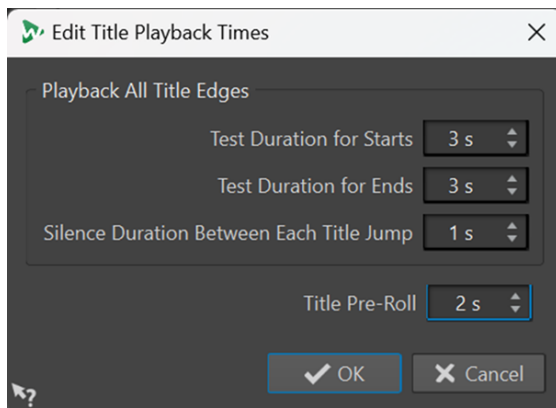 Edit Title Playback Times
Playback All Title Edges
Test Duration for Starts 3 s
Test Duration for Ends 3 s
Silence Duration Between Each Title Jump 1 s
Title Pre-Roll 2 s
OK Cancel
?